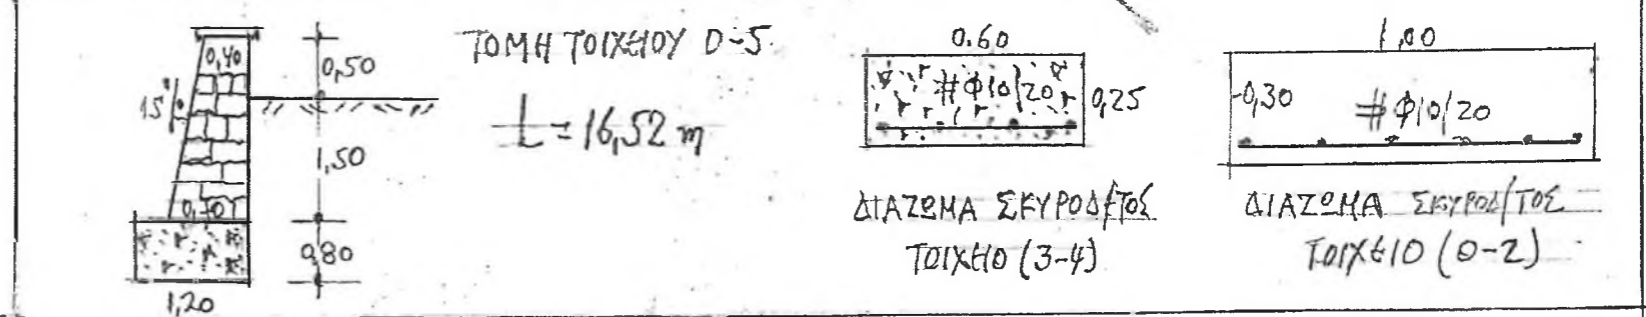 0,40
0,50
15°
1,50
0,70
0,80
1,20
ΤΟΜΗ ΤΟΙΧΕΙΟΥ 0-5
L = 16,52 m
0.60
#Φ10/20
0,25
ΔΙΑΖΩΜΑ ΣΚΥΡΟΔ/ΤΟΣ
ΤΟΙΧΕΙΟ (3-4)
1,00
0,30
#Φ10/20
ΔΙΑΖΩΜΑ ΣΚΥΡΟΔ/ΤΟΣ
ΤΟΙΧΕΙΟ (0-2)